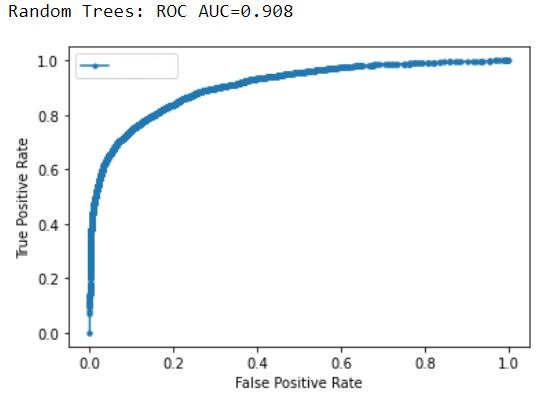 Random Trees: ROC AUC=0.908
1.0
0.8
0.6
0.4
0.2
0.0
True Positive Rate
0.0 0.2 0.4 0.6 0.8 1.0
False Positive Rate